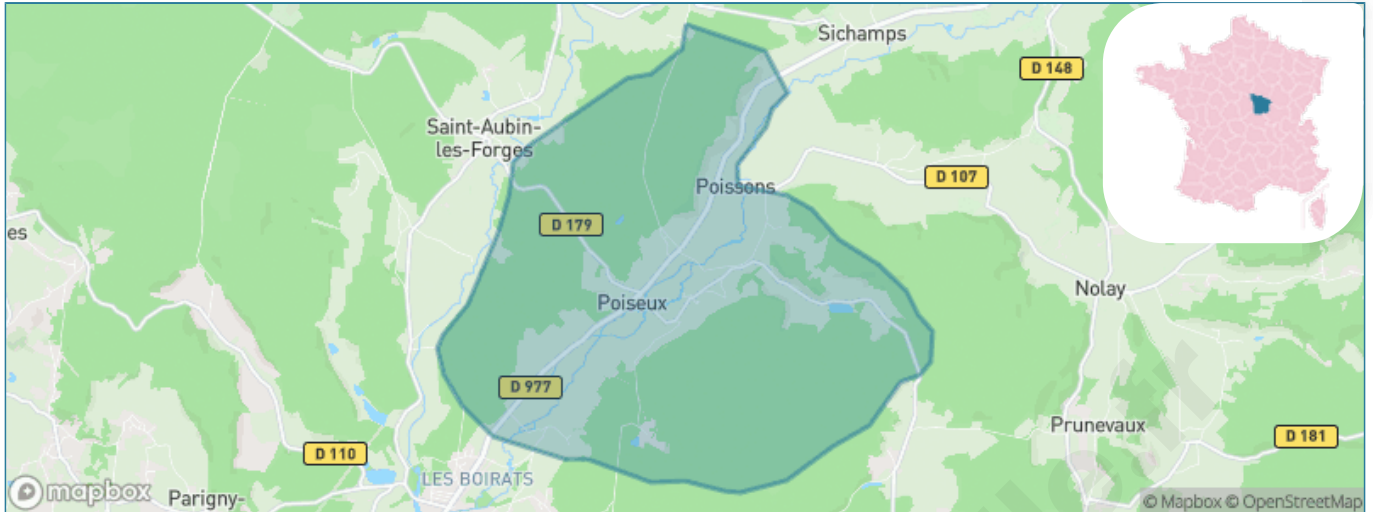 Sichamps
D 148
Saint-Aubin-
les-Forges
D 107
Poissons
D 179
es
Nolay
Poiseux
D 977
Prunevaux
D 181
D 110
LES BOIRATS
mapbox
Parigny-
© Mapbox © OpenStreetMap